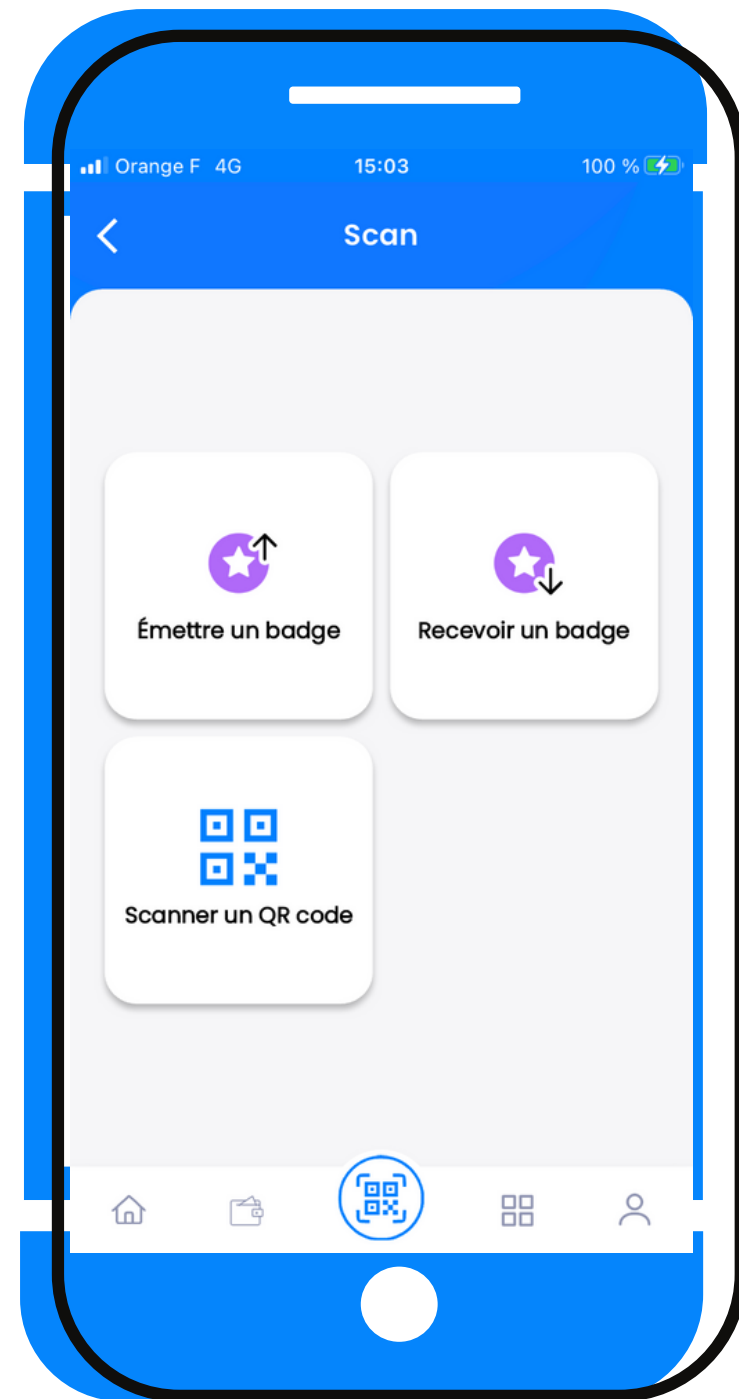 Orange F 4G 15:03 100 %
Scan
Émettre un badge
Recevoir un badge
Scanner un QR code